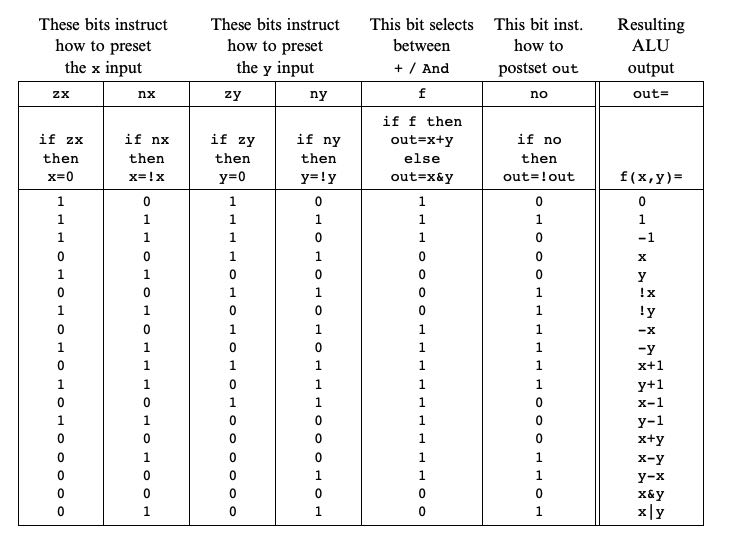 These bits instruct These bits instruct This bit selects This bit inst. Resulting
how to preset how to preset between how to ALU
the x input the y input + / And postset out output
zx nx zy ny f no out=
if f then
if zx if nx if zy if ny out=x+y if no
then then then then else then
x=0 x=!x y=0 y=!y out=x&y out=!out f(x,y)=
1 0 1 0 1 0 0
1 1 1 1 1 1 1
1 1 1 0 1 0 -1
0 0 1 1 0 0 x
1 1 0 0 0 0 y
0 0 1 1 0 1 !x
1 1 0 0 0 1 !y
0 0 1 1 1 1 -x
1 1 0 0 1 1 -y
0 1 1 1 1 1 x+1
1 1 0 1 1 1 y+1
0 0 1 1 1 0 x-1
1 1 0 0 1 0 y-1
0 0 0 0 1 0 x+y
0 1 0 0 1 1 x-y
0 0 0 1 1 1 y-x
0 0 0 0 0 0 x&y
0 1 0 1 0 1 x|y